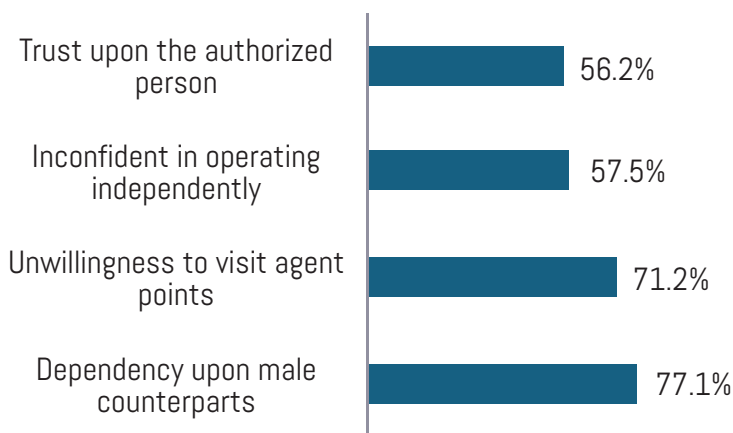 Trust upon the authorized
person
56.2%
Inconfident in operating
independently
57.5%
Unwillingness to visit agent
points
71.2%
Dependency upon male
counterparts
77.1%